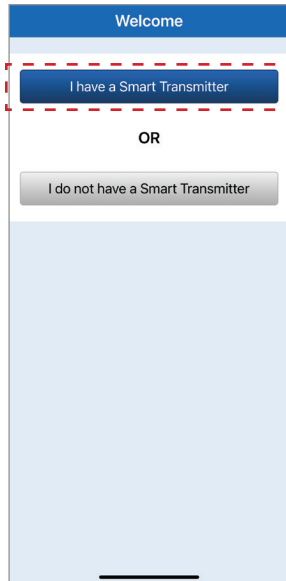 Welcome
I have a Smart Transmitter
OR
I do not have a Smart Transmitter